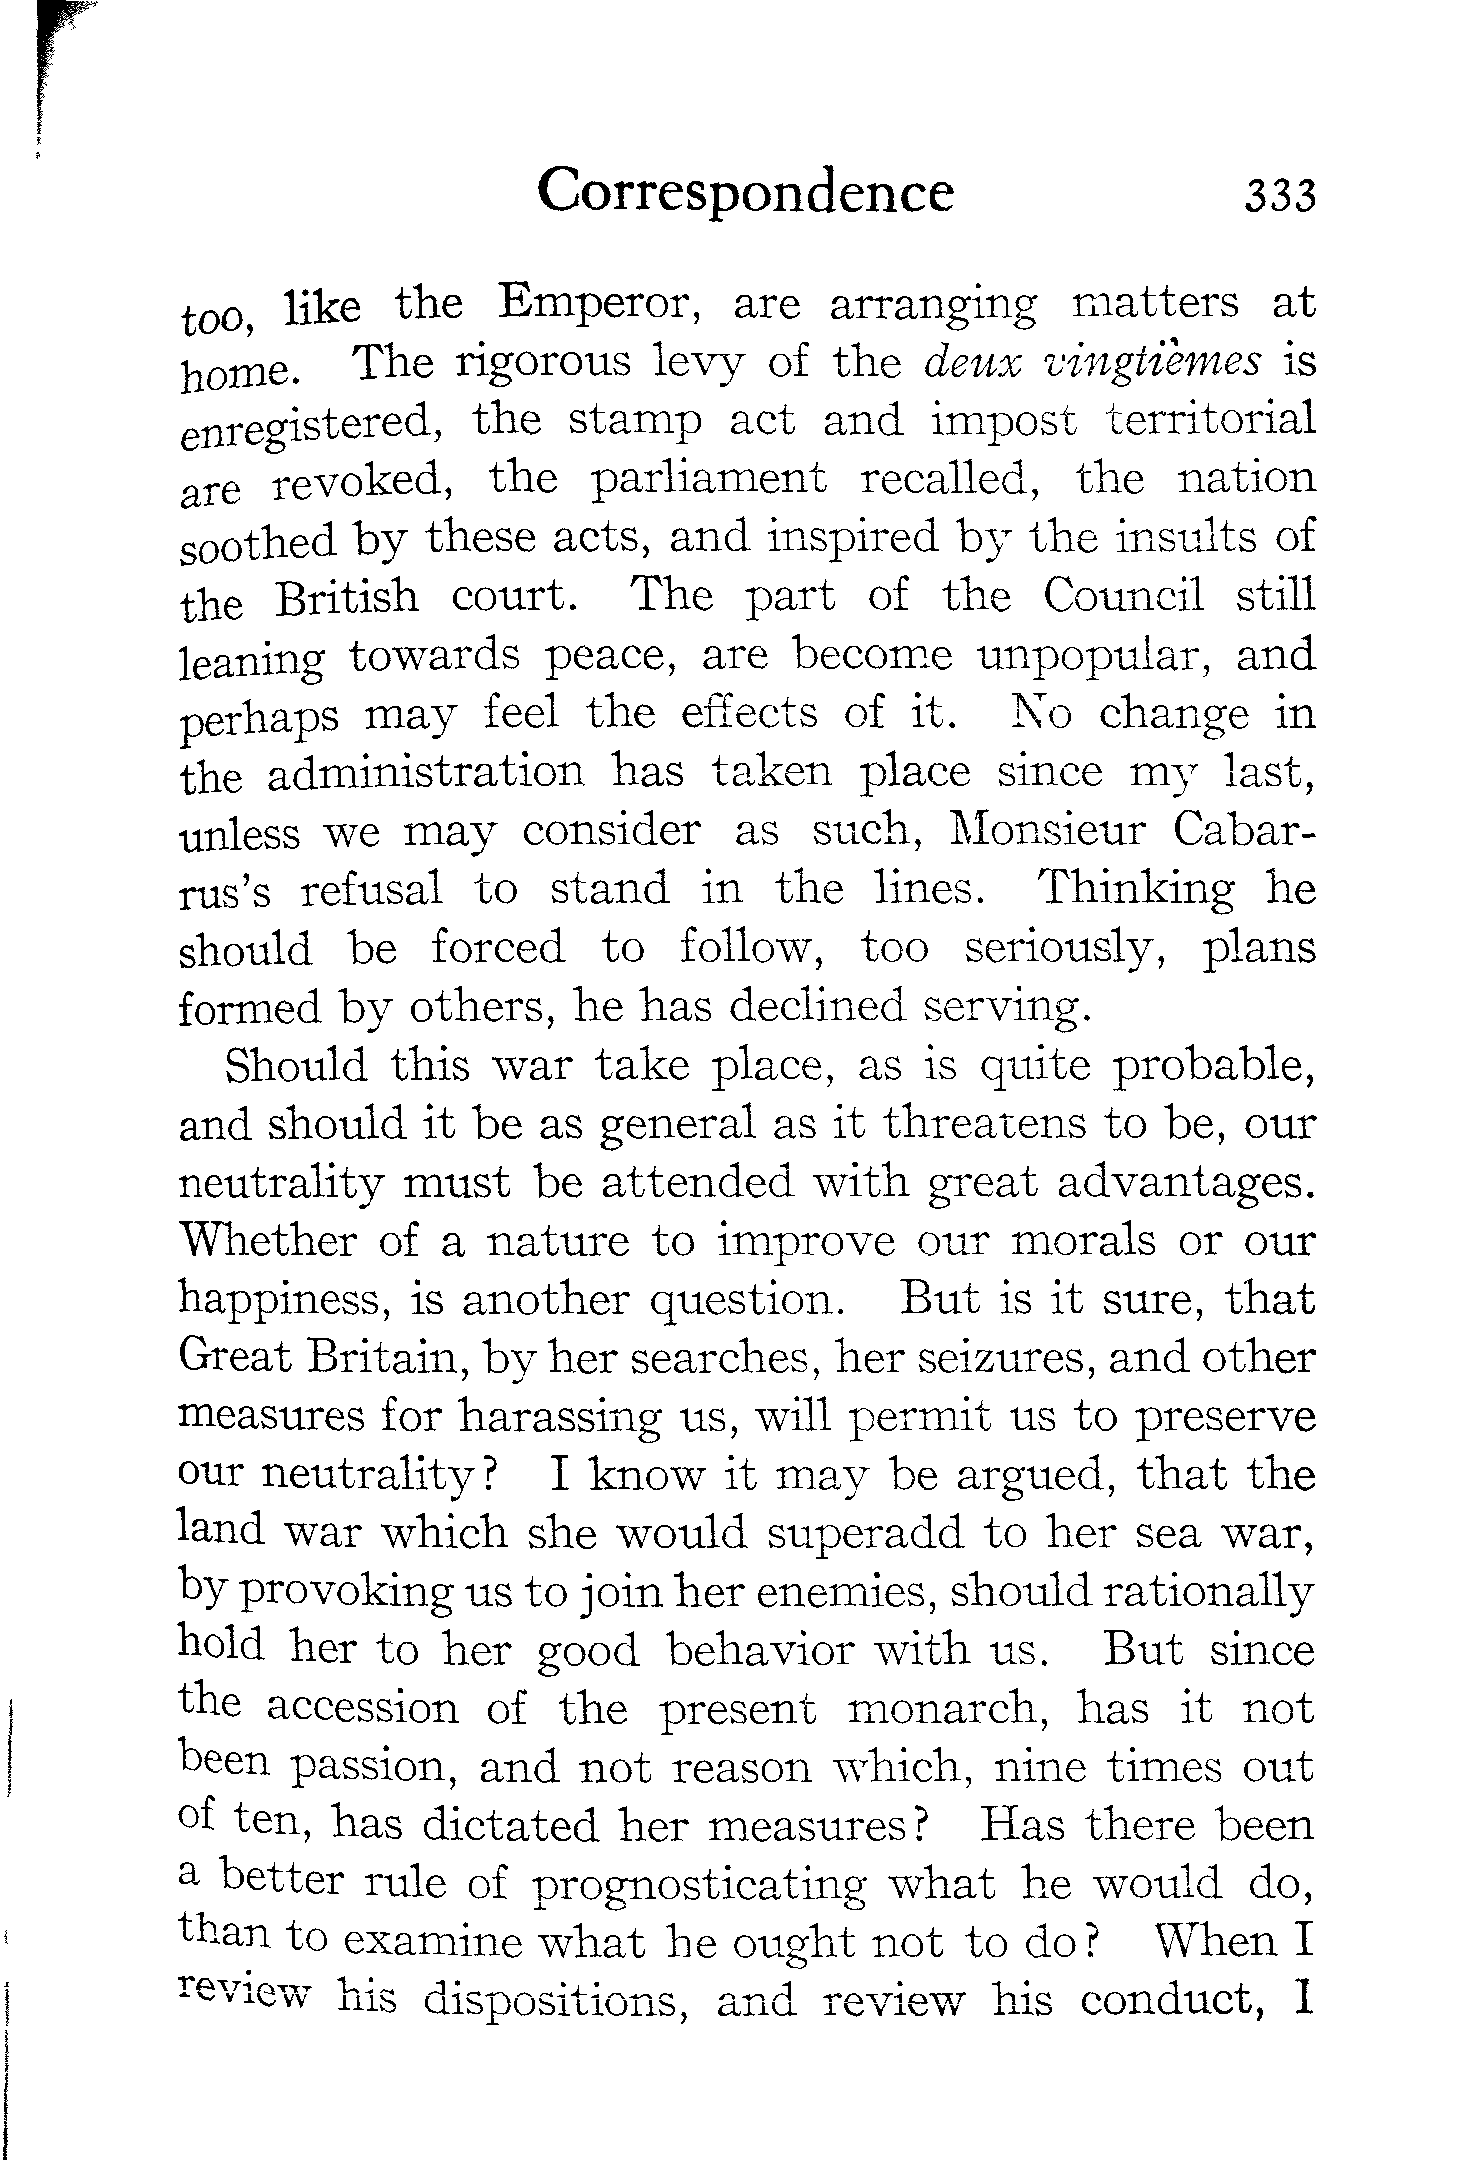 Correspondence 333
too, like the Emperor, are arranging matters at
home. The rigorous levy of the deux vingtièmes is
enregistered, the stamp act and impost territorial
are revoked, the parliament recalled, the nation
soothed by these acts, and inspired by the insults of
the British court. The part of the Council still
leaning towards peace, are become unpopular, and
perhaps may feel the effects of it. No change in
the administration has taken place since my last,
unless we may consider as such, Monsieur Cabar-
rus's refusal to stand in the lines. Thinking he
should be forced to follow, too seriously, plans
formed by others, he has declined serving.
Should this war take place, as is quite probable,
and should it be as general as it threatens to be, our
neutrality must be attended with great advantages.
Whether of a nature to improve our morals or our
happiness, is another question. But is it sure, that
Great Britain, by her searches, her seizures, and other
measures for harassing us, will permit us to preserve
our neutrality? I know it may be argued, that the
land war which she would superadd to her sea war,
by provoking us to join her enemies, should rationally
hold her to her good behavior with us. But since
the accession of the present monarch, has it not
been passion, and not reason which, nine times out
of ten, has dictated her measures? Has there been
a better rule of prognosticating what he would do,
than to examine what he ought not to do? When I
review his dispositions, and review his conduct, I